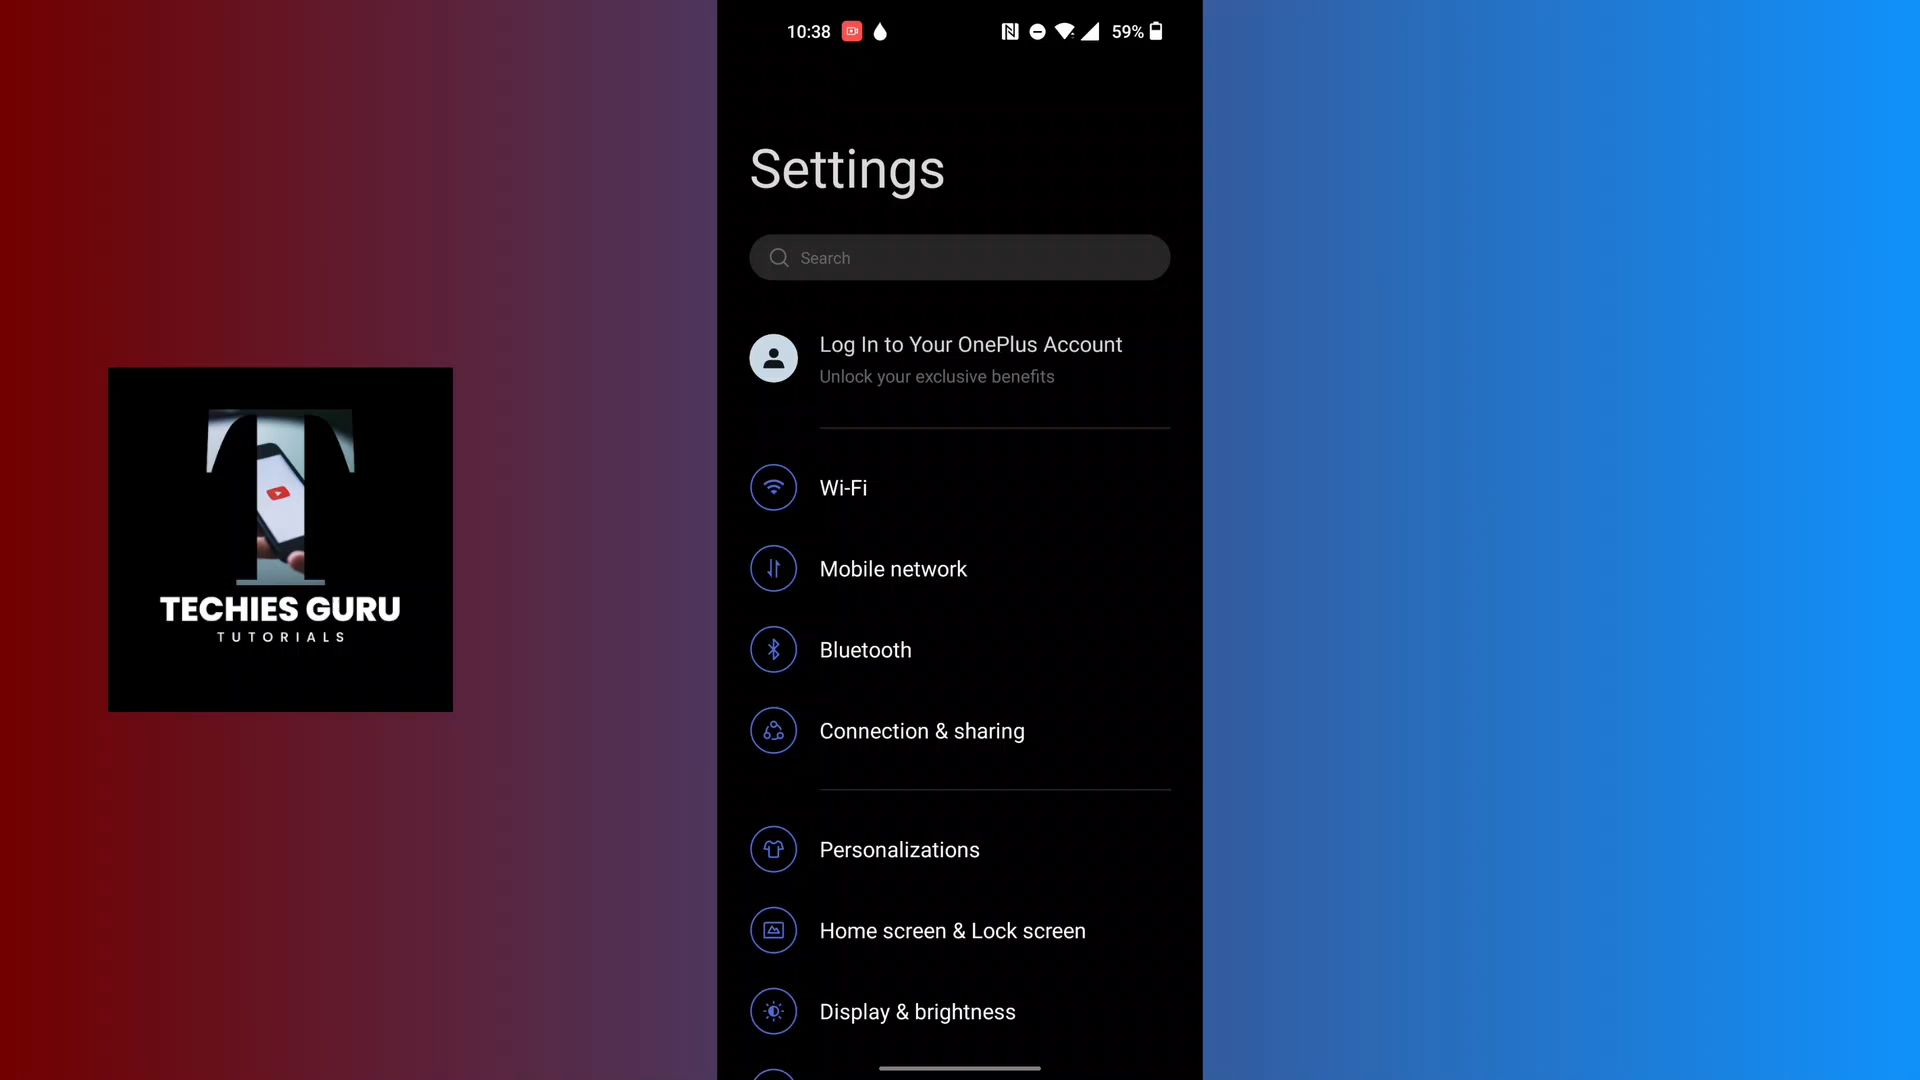 10:38
59%
Settings
Search
Log In to Your OnePlus Account
Unlock your exclusive benefits
Wi-Fi
Mobile network
Bluetooth
Connection & sharing
Personalizations
Home screen & Lock screen
Display & brightness
T
TECHIES GURU
TUTORIALS